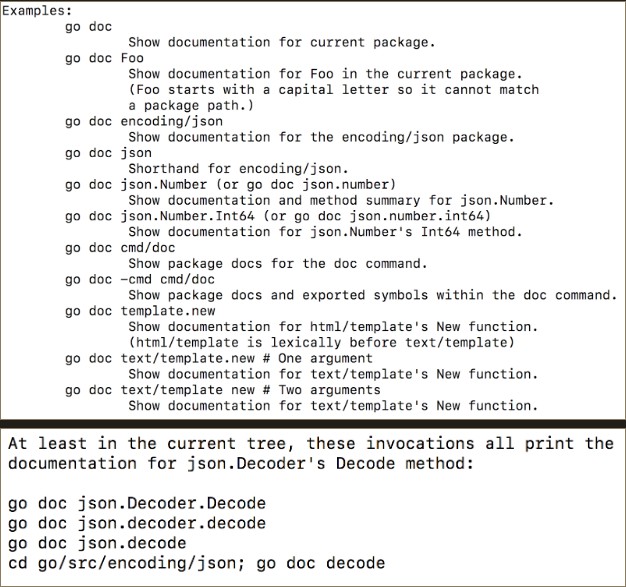 Examples:
go doc
Show documentation for current package.
go doc Foo
Show documentation for Foo in the current package.
(Foo starts with a capital letter so it cannot match
a package path.)
go doc encoding/json
Show documentation for the encoding/json package.
go doc json
Shorthand for encoding/json.
go doc json.Number (or go doc json.number)
Show documentation and method summary for json.Number.
go doc json.Number.Int64 (or go doc json.number.int64)
Show documentation for json.Number's Int64 method.
go doc cmd/doc
Show package docs for the doc command.
go doc -cmd cmd/doc
Show package docs and exported symbols within the doc command.
go doc template.new
Show documentation for html/template's New function.
(html/template is lexically before text/template)
go doc text/template.new # One argument
Show documentation for text/template's New function.
go doc text/template new # Two arguments
Show documentation for text/template's New function.
At least in the current tree, these invocations all print the
documentation for json.Decoder's Decode method:
go doc json.Decoder.Decode
go doc json.decoder.decode
go doc json.decode
cd go/src/encoding/json; go doc decode